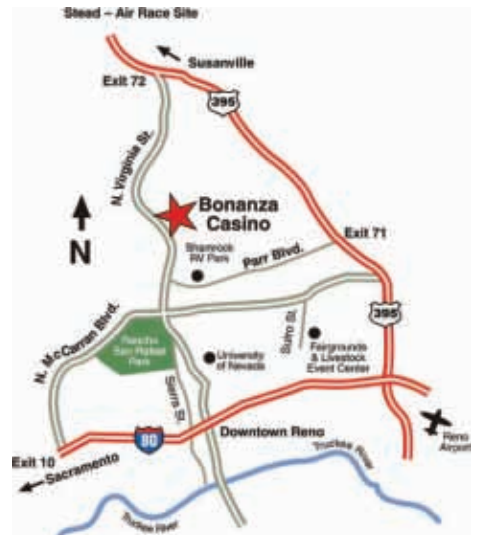 Stead – Air Race Site
Susanville
Exit 72
395
N. Virginia St.
Bonanza
Casino
N
Shamrock
RV Park
Parr Blvd.
Exit 71
N. McCarran Blvd.
395
Rancho
San Rafael
Park
Sutro St.
University
of Nevada
Fairgrounds
& Livestock
Event Center
Sierra St.
80
Downtown Reno
Reno
Airport
Exit 10
Sacramento
Truckee River
Truckee River